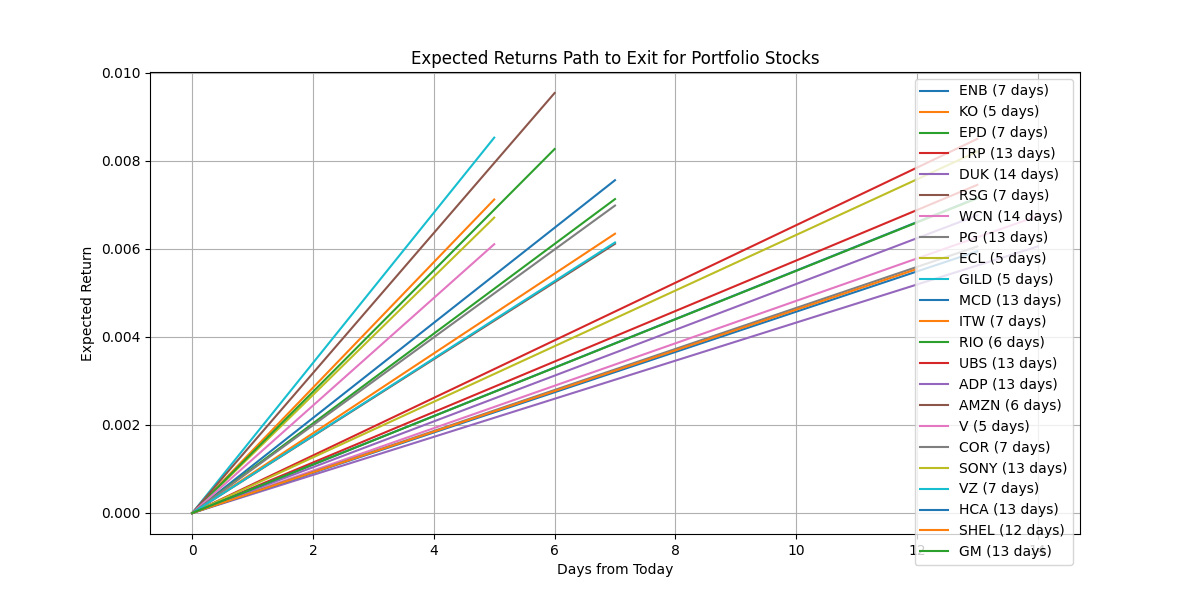 Expected Returns Path to Exit for Portfolio Stocks
Expected Return
0.010
0.008
0.006
0.004
0.002
0.000
0
2
4
6
8
10
12
Days from Today
ENB (7 days)
KO (5 days)
EPD (7 days)
TRP (13 days)
DUK (14 days)
RSG (7 days)
WCN (14 days)
PG (13 days)
ECL (5 days)
GILD (5 days)
MCD (13 days)
ITW (7 days)
RIO (6 days)
UBS (13 days)
ADP (13 days)
AMZN (6 days)
V (5 days)
COR (7 days)
SONY (13 days)
VZ (7 days)
HCA (13 days)
SHEL (12 days)
GM (13 days)